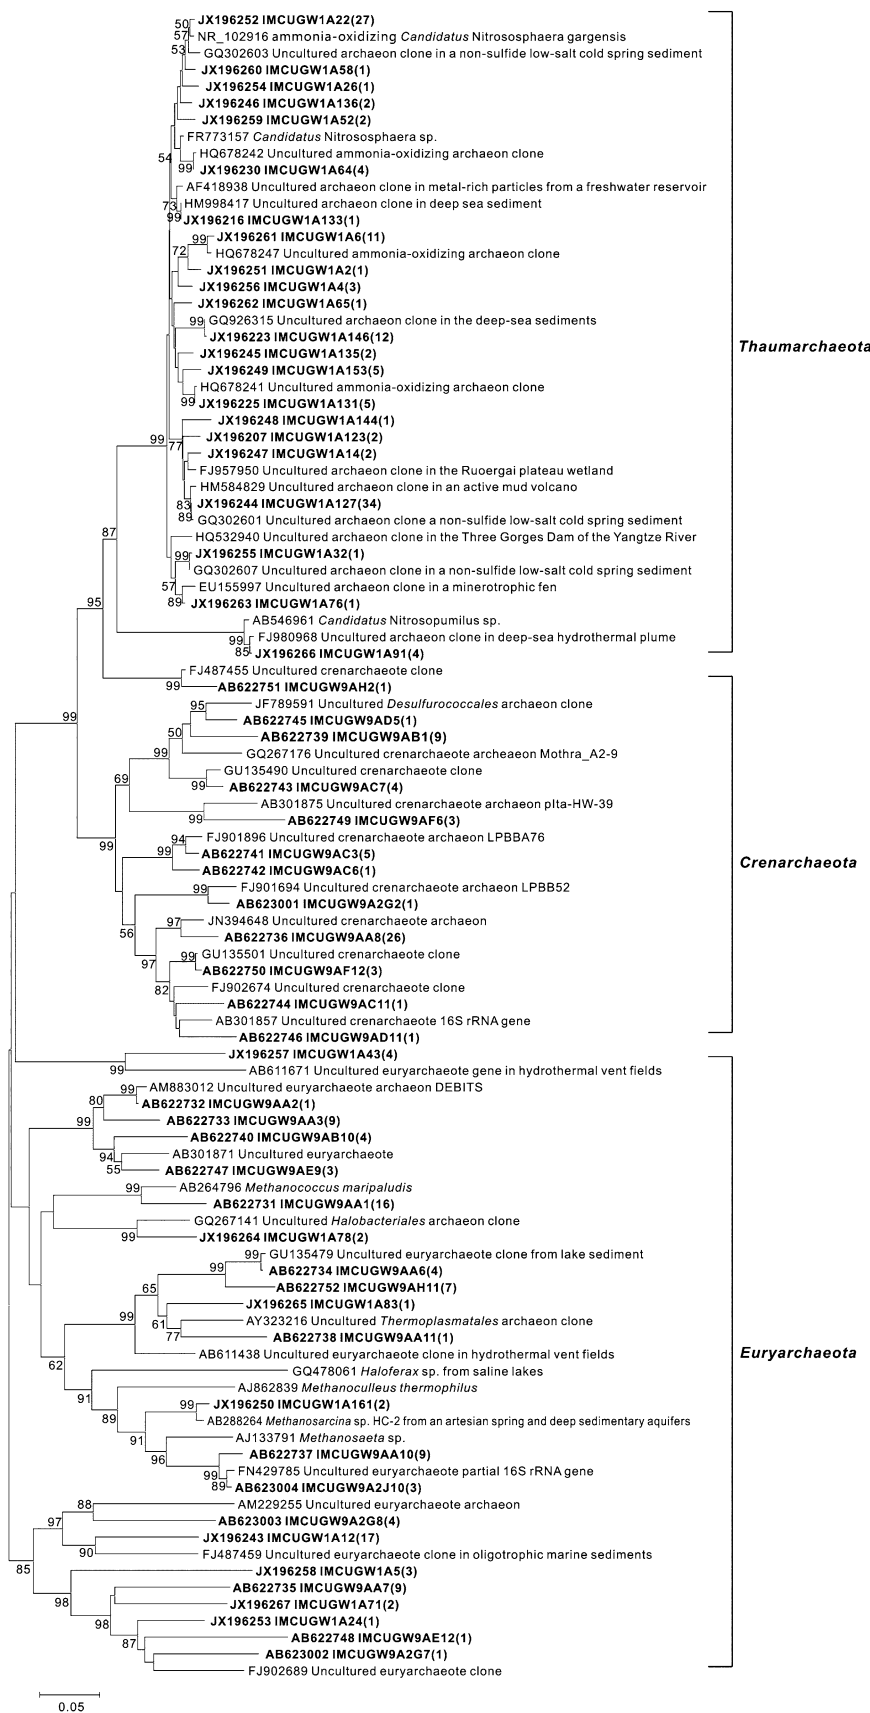 JX196252 IMCUGW1A22(27)
50
NR_102916 ammonia-oxidizing Candidatus Nitrososphaera gargensis
57
GQ302603 Uncultured archaeon clone in a non-sulfide low-salt cold spring sediment
53
JX196260 IMCUGW1A58(1)
JX196254 IMCUGW1A26(1)
JX196246 IMCUGW1A136(2)
JX196259 IMCUGW1A52(2)
FR773157 Candidatus Nitrososphaera sp.
HQ678242 Uncultured ammonia-oxidizing archaeon clone
54
99
JX196230 IMCUGW1A64(4)
AF418938 Uncultured archaeon clone in metal-rich particles from a freshwater reservoir
HM998417 Uncultured archaeon clone in deep sea sediment
73
99
JX196216 IMCUGW1A133(1)
JX196261 IMCUGW1A6(11)
99
HQ678247 Uncultured ammonia-oxidizing archaeon clone
72
JX196251 IMCUGW1A2(1)
JX196256 IMCUGW1A4(3)
JX196262 IMCUGW1A65(1)
GQ926315 Uncultured archaeon clone in the deep-sea sediments
99
JX196223 IMCUGW1A146(12)
Thaumarchaeota
JX196245 IMCUGW1A135(2)
JX196249 IMCUGW1A153(5)
HQ678241 Uncultured ammonia-oxidizing archaeon clone
99
JX196225 IMCUGW1A131(5)
JX196248 IMCUGW1A144(1)
JX196207 IMCUGW1A123(2)
99
77
JX196247 IMCUGW1A14(2)
FJ957950 Uncultured archaeon clone in the Ruoergai plateau wetland
HM584829 Uncultured archaeon clone in an active mud volcano
83
JX196244 IMCUGW1A127(34)
89
GQ302601 Uncultured archaeon clone a non-sulfide low-salt cold spring sediment
87
HQ532940 Uncultured archaeon clone in the Three Gorges Dam of the Yangtze River
99
JX196255 IMCUGW1A32(1)
GQ302607 Uncultured archaeon clone in a non-sulfide low-salt cold spring sediment
57
EU155997 Uncultured archaeon clone in a minerotrophic fen
95
89
JX196263 IMCUGW1A76(1)
AB546961 Candidatus Nitrosopumilus sp.
99
FJ980968 Uncultured archaeon clone in deep-sea hydrothermal plume
85
JX196266 IMCUGW1A91(4)
FJ487455 Uncultured crenarchaeote clone
99
AB622751 IMCUGW9AH2(1)
95
JF789591 Uncultured Desulfurococcales archaeon clone
99
AB622745 IMCUGW9AD5(1)
50
AB622739 IMCUGW9AB1(9)
99
GQ267176 Uncultured crenarchaeote archeaeon Mothra_A2-9
GU135490 Uncultured crenarchaeote clone
69
99
AB622743 IMCUGW9AC7(4)
AB301875 Uncultured crenarchaeote archaeon pIta-HW-39
99
AB622749 IMCUGW9AF6(3)
94
FJ901896 Uncultured crenarchaeote archaeon LPBBA76
99
99
AB622741 IMCUGW9AC3(5)
Crenarchaeota
AB622742 IMCUGW9AC6(1)
99
FJ901694 Uncultured crenarchaeote archaeon LPBB52
AB623001 IMCUGW9A2G2(1)
97
JN394648 Uncultured crenarchaeote archaeon
56
AB622736 IMCUGW9AA8(26)
99
GU135501 Uncultured crenarchaeote clone
97
AB622750 IMCUGW9AF12(3)
82
FJ902674 Uncultured crenarchaeote clone
AB622744 IMCUGW9AC11(1)
AB301857 Uncultured crenarchaeote 16S rRNA gene
AB622746 IMCUGW9AD11(1)
JX196257 IMCUGW1A43(4)
99
AB611671 Uncultured euryarchaeote gene in hydrothermal vent fields
99
AM883012 Uncultured euryarchaeote archaeon DEBITS
80
AB622732 IMCUGW9AA2(1)
99
AB622733 IMCUGW9AA3(9)
AB622740 IMCUGW9AB10(4)
94
AB301871 Uncultured euryarchaeote
55
AB622747 IMCUGW9AE9(3)
99
AB264796 Methanococcus maripaludis
AB622731 IMCUGW9AA1(16)
GQ267141 Uncultured Halobacteriales archaeon clone
99
JX196264 IMCUGW1A78(2)
99
GU135479 Uncultured euryarchaeote clone from lake sediment
99
AB622734 IMCUGW9AA6(4)
65
AB622752 IMCUGW9AH11(7)
JX196265 IMCUGW1A83(1)
99
61
AY323216 Uncultured Thermoplasmatales archaeon clone
77
AB622738 IMCUGW9AA11(1)
Euryarchaeota
AB611438 Uncultured euryarchaeote clone in hydrothermal vent fields
62
GQ478061 Haloferax sp. from saline lakes
91
AJ862839 Methanoculleus thermophilus
99
JX196250 IMCUGW1A161(2)
89
AB288264 Methanosarcina sp. HC-2 from an artesian spring and deep sedimentary aquifers
91
AJ133791 Methanosaeta sp.
96
AB622737 IMCUGW9AA10(9)
99
FN429785 Uncultured euryarchaeote partial 16S rRNA gene
89
AB623004 IMCUGW9A2J10(3)
88
AM229255 Uncultured euryarchaeote archaeon
97
AB623003 IMCUGW9A2G8(4)
JX196243 IMCUGW1A12(17)
90
FJ487459 Uncultured euryarchaeote clone in oligotrophic marine sediments
85
JX196258 IMCUGW1A5(3)
AB622735 IMCUGW9AA7(9)
98
JX196267 IMCUGW1A71(2)
98
JX196253 IMCUGW1A24(1)
87
AB622748 IMCUGW9AE12(1)
AB623002 IMCUGW9A2G7(1)
FJ902689 Uncultured euryarchaeote clone
0.05